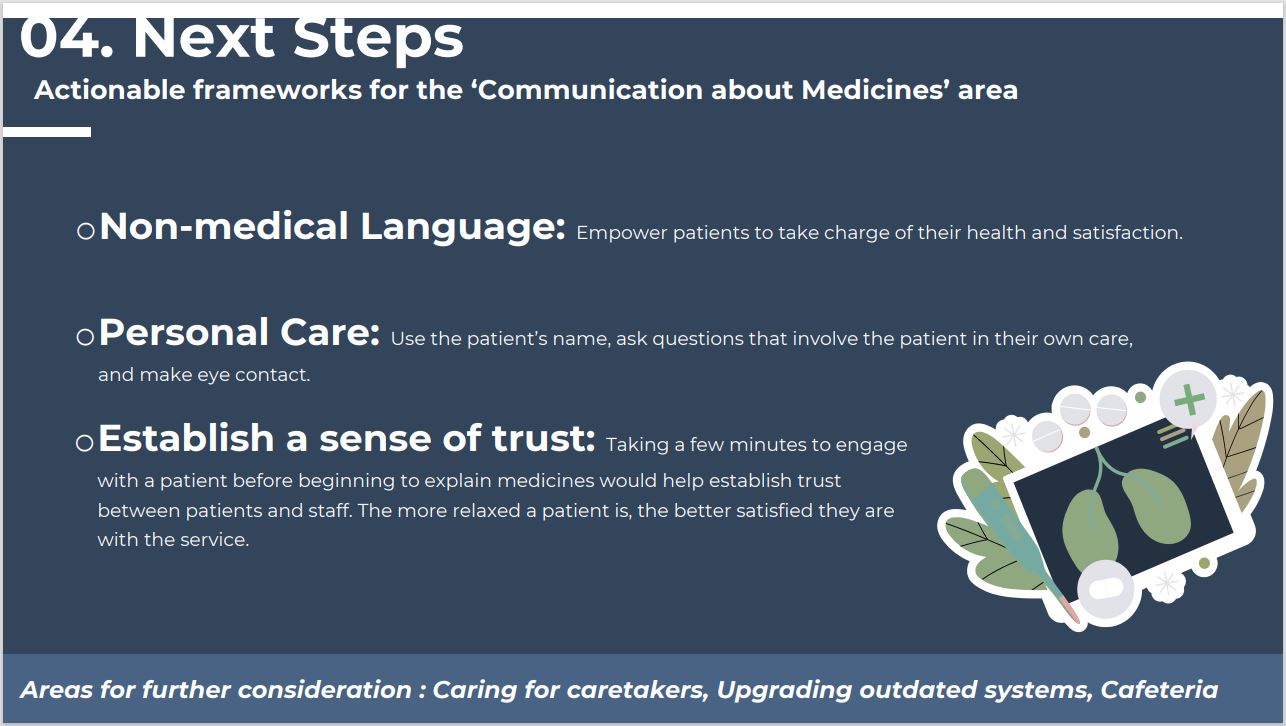 04. Next Steps
Actionable frameworks for the ‘Communication about Medicines’ area
Non-medical Language: Empower patients to take charge of their health and satisfaction.
Personal Care: Use the patient’s name, ask questions that involve the patient in their own care,
and make eye contact.
Establish a sense of trust: Taking a few minutes to engage
with a patient before beginning to explain medicines would help establish trust
between patients and staff. The more relaxed a patient is, the better satisfied they are
with the service.
Areas for further consideration : Caring for caretakers, Upgrading outdated systems, Cafeteria